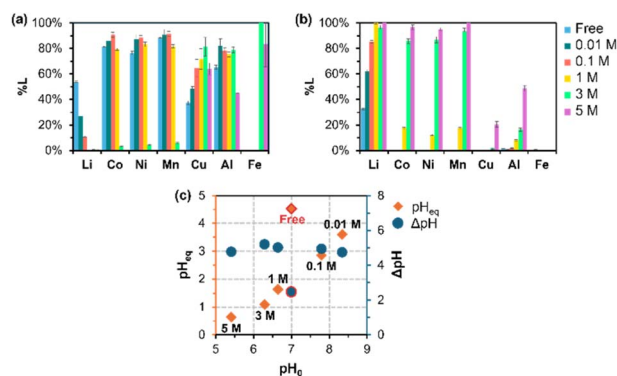 (a)
100%
80%
60%
40%
20%
0%
%L
Li Co Ni Mn Cu Al Fe
(b)
100%
80%
60%
40%
20%
0%
%L
Li Co Ni Mn Cu Al Fe
Free
0.01 M
0.1 M
1 M
3 M
5 M
(c)
5
4
3
2
1
0
pHeq
8
6
4
2
0
ΔpH
Free
0.01 M
0.1 M
1 M
3 M
5 M
5 6 7 8 9
pH0
pHeq
ΔpH